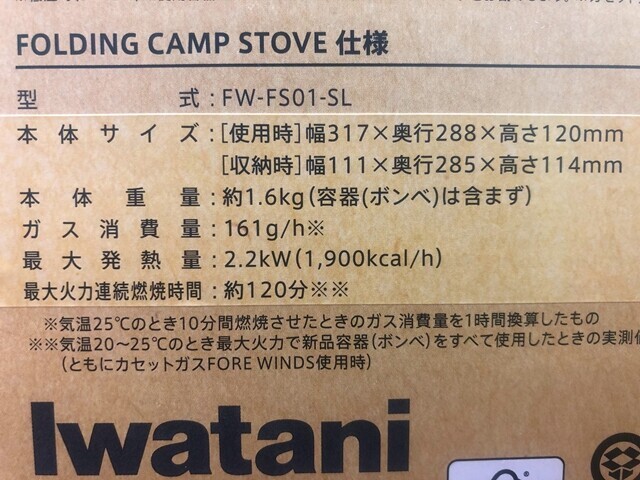 FOLDING CAMP STOVE 仕様
型式：FW-FS01-SL
本体サイズ：［使用時］幅317×奥行288×高さ120mm
［収納時］幅111×奥行285×高さ114mm
本体重量：約1.6kg（容器（ボンベ）は含まず）
ガス消費量：161g/h※
最大発熱量：2.2kW（1,900kcal/h）
最大火力連続燃焼時間：約120分※※
※気温25℃のとき10分間燃焼させたときのガス消費量を1時間換算したもの
※※気温20～25℃のとき最大火力で新品容器（ボンベ）をすべて使用したときの実測値
（ともにカセットガスFORE WINDS使用時）
Iwatani